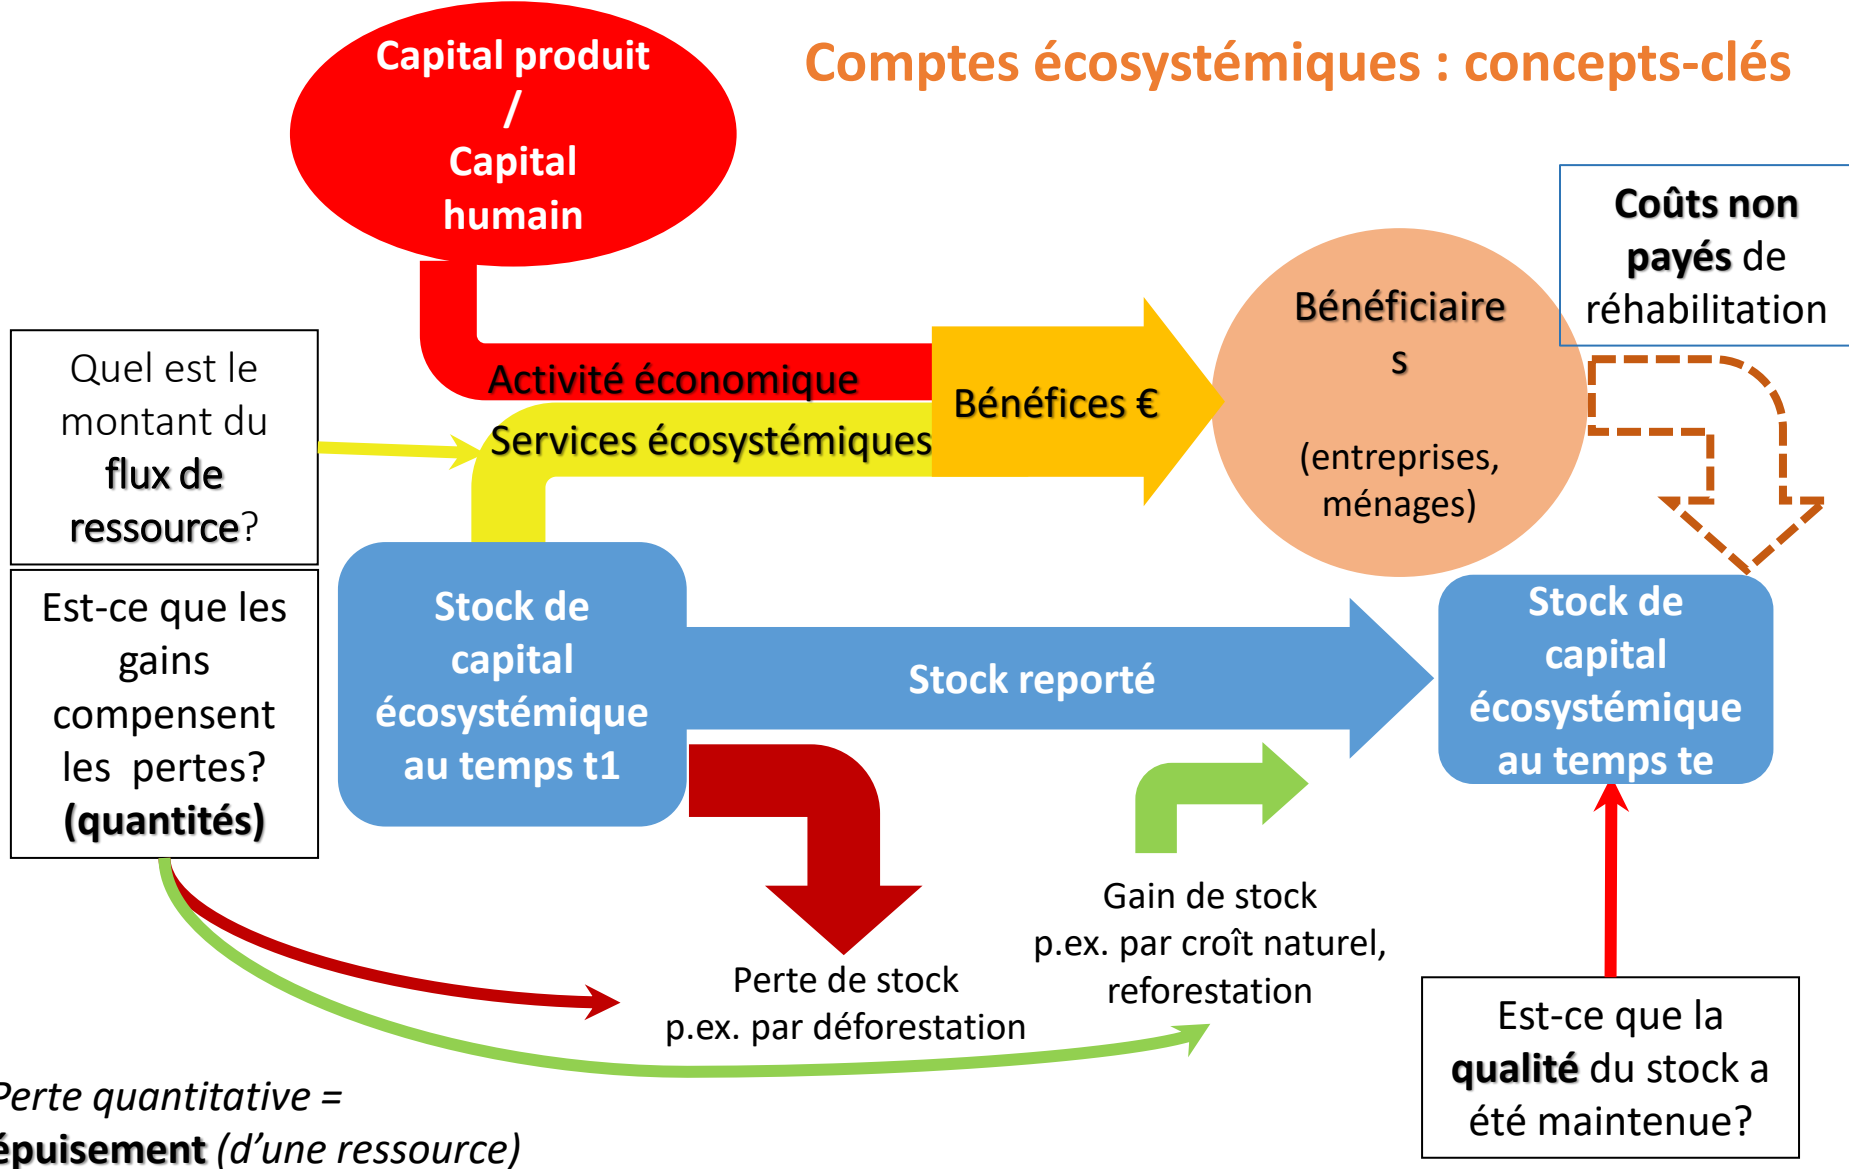 Comptes écosystémiques : concepts-clés
Capital produit
/
Capital
humain
Coûts non
payés de
réhabilitation
Bénéficiaire
s
(entreprises,
ménages)
Quel est le
montant du
flux de
ressource?
Activité économique
Services écosystémiques
Bénéfices €
Est-ce que les
gains
compensent
les pertes?
(quantités)
Stock de
capital
écosystémique
au temps t1
Stock reporté
Stock de
capital
écosystémique
au temps te
Gain de stock
p.ex. par croît naturel,
reforestation
Perte de stock
p.ex. par déforestation
Est-ce que la
qualité du stock a
été maintenue?
Perte quantitative =
épuisement (d'une ressource)